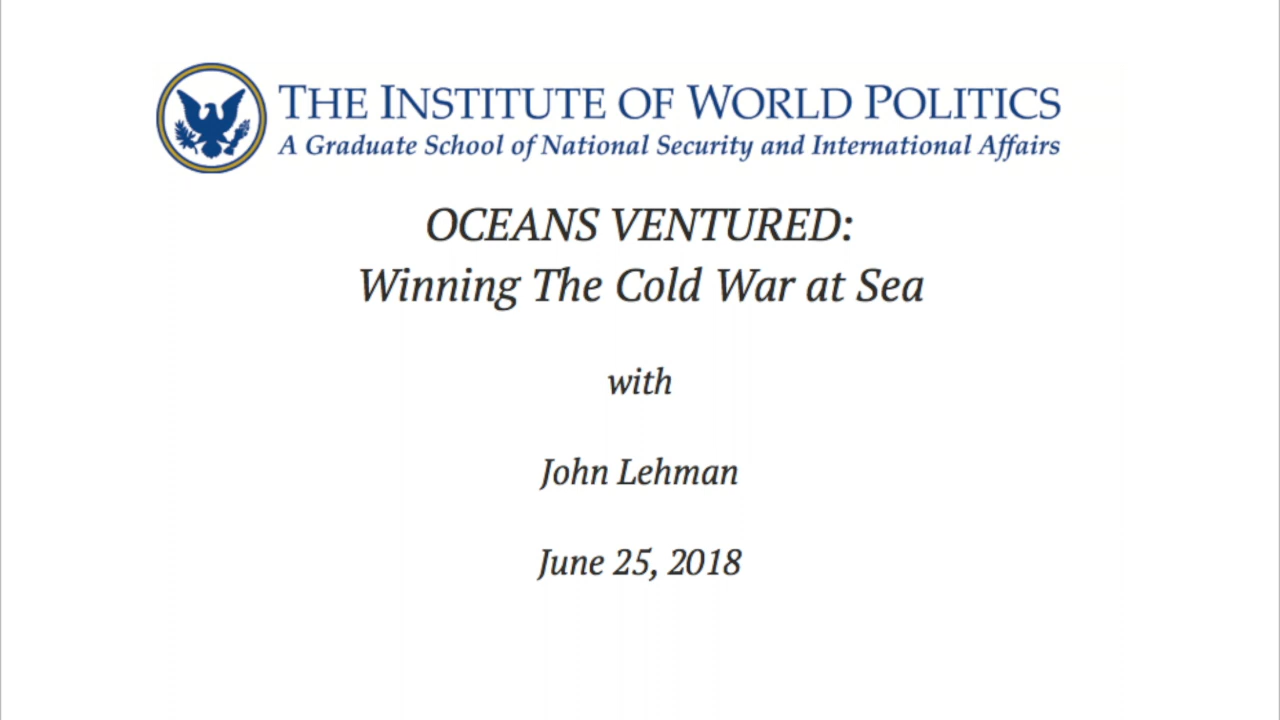 THE INSTITUTE OF WORLD POLITICS
A Graduate School of National Security and International Affairs
OCEANS VENTURED:
Winning The Cold War at Sea
with
John Lehman
June 25, 2018